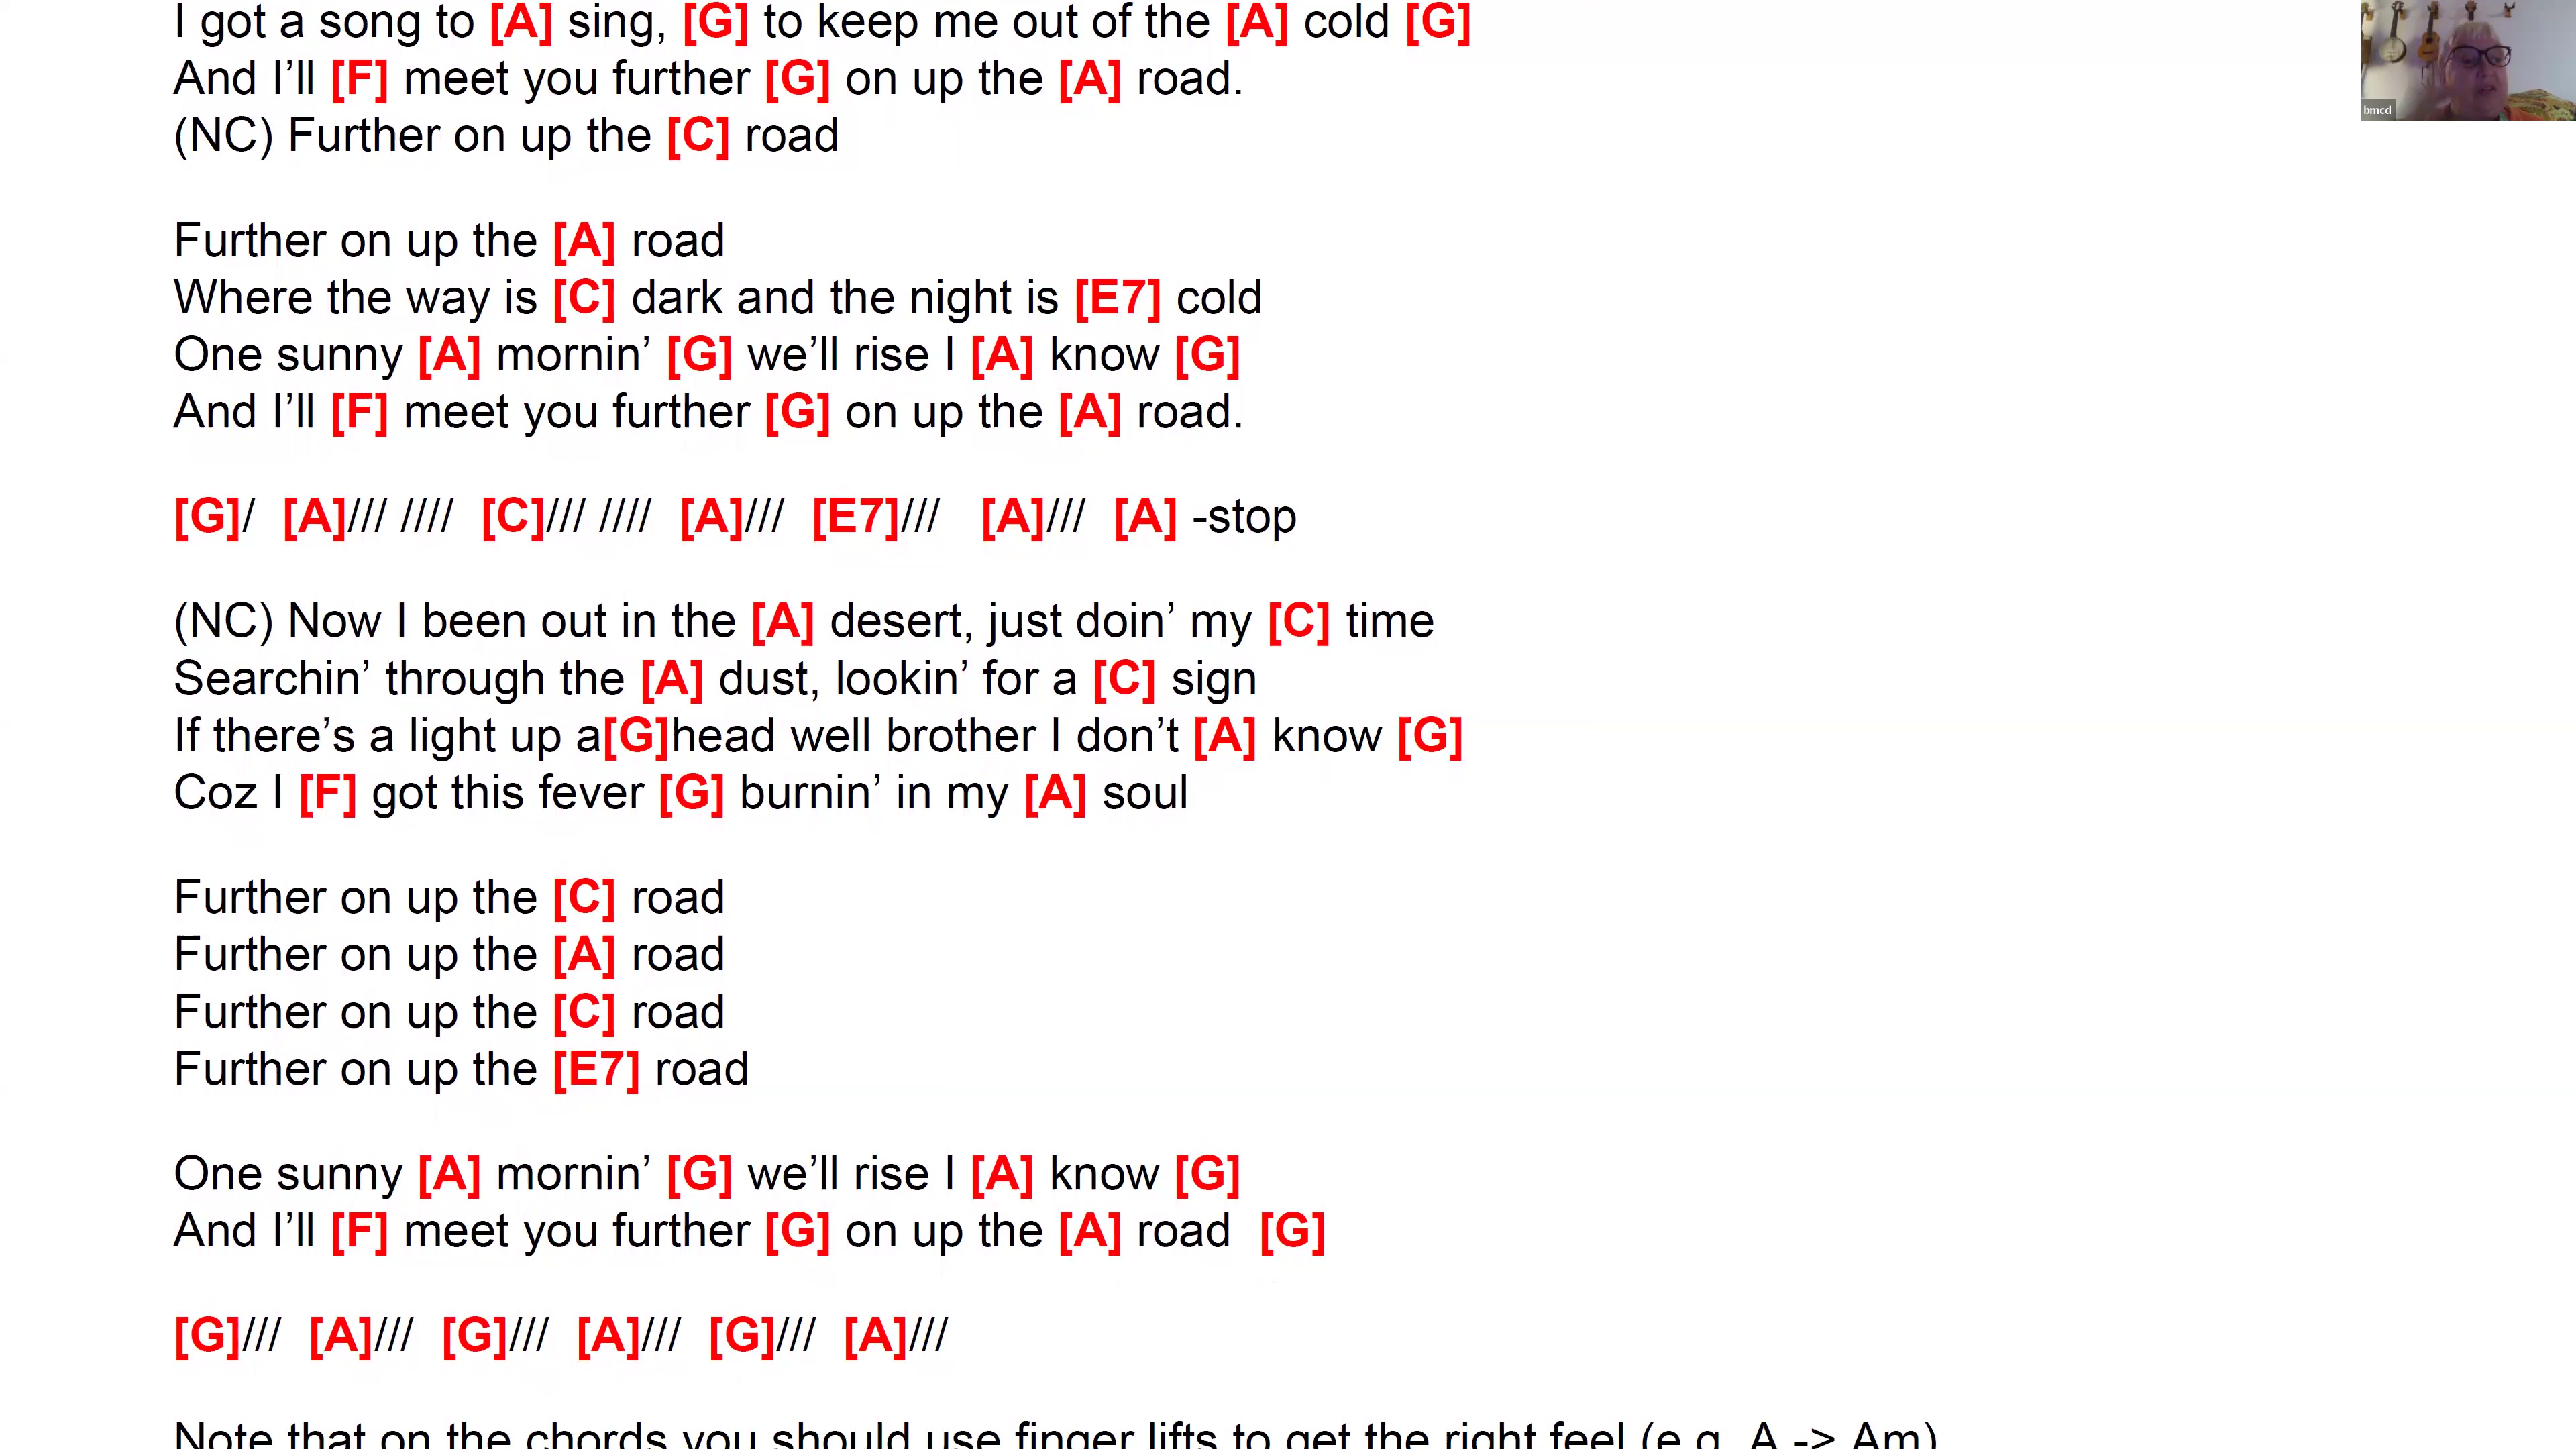 I got a song to [A] sing, [G] to keep me out of the [A] cold [G]
And I’ll [F] meet you further [G] on up the [A] road.
(NC) Further on up the [C] road
Further on up the [A] road
Where the way is [C] dark and the night is [E7] cold
One sunny [A] mornin’ [G] we’ll rise I [A] know [G]
And I’ll [F] meet you further [G] on up the [A] road.
[G]/ [A]/// //// [C]/// //// [A]/// [E7]/// [A]/// [A] -stop
(NC) Now I been out in the [A] desert, just doin’ my [C] time
Searchin’ through the [A] dust, lookin’ for a [C] sign
If there’s a light up a[G]head well brother I don’t [A] know [G]
Coz I [F] got this fever [G] burnin’ in my [A] soul
Further on up the [C] road
Further on up the [A] road
Further on up the [C] road
Further on up the [E7] road
One sunny [A] mornin’ [G] we’ll rise I [A] know [G]
And I’ll [F] meet you further [G] on up the [A] road [G]
[G]/// [A]/// [G]/// [A]/// [G]/// [A]///
Note that on the chords you should use finger lifts to get the right feel (e.g. A -> Am)
bmcd